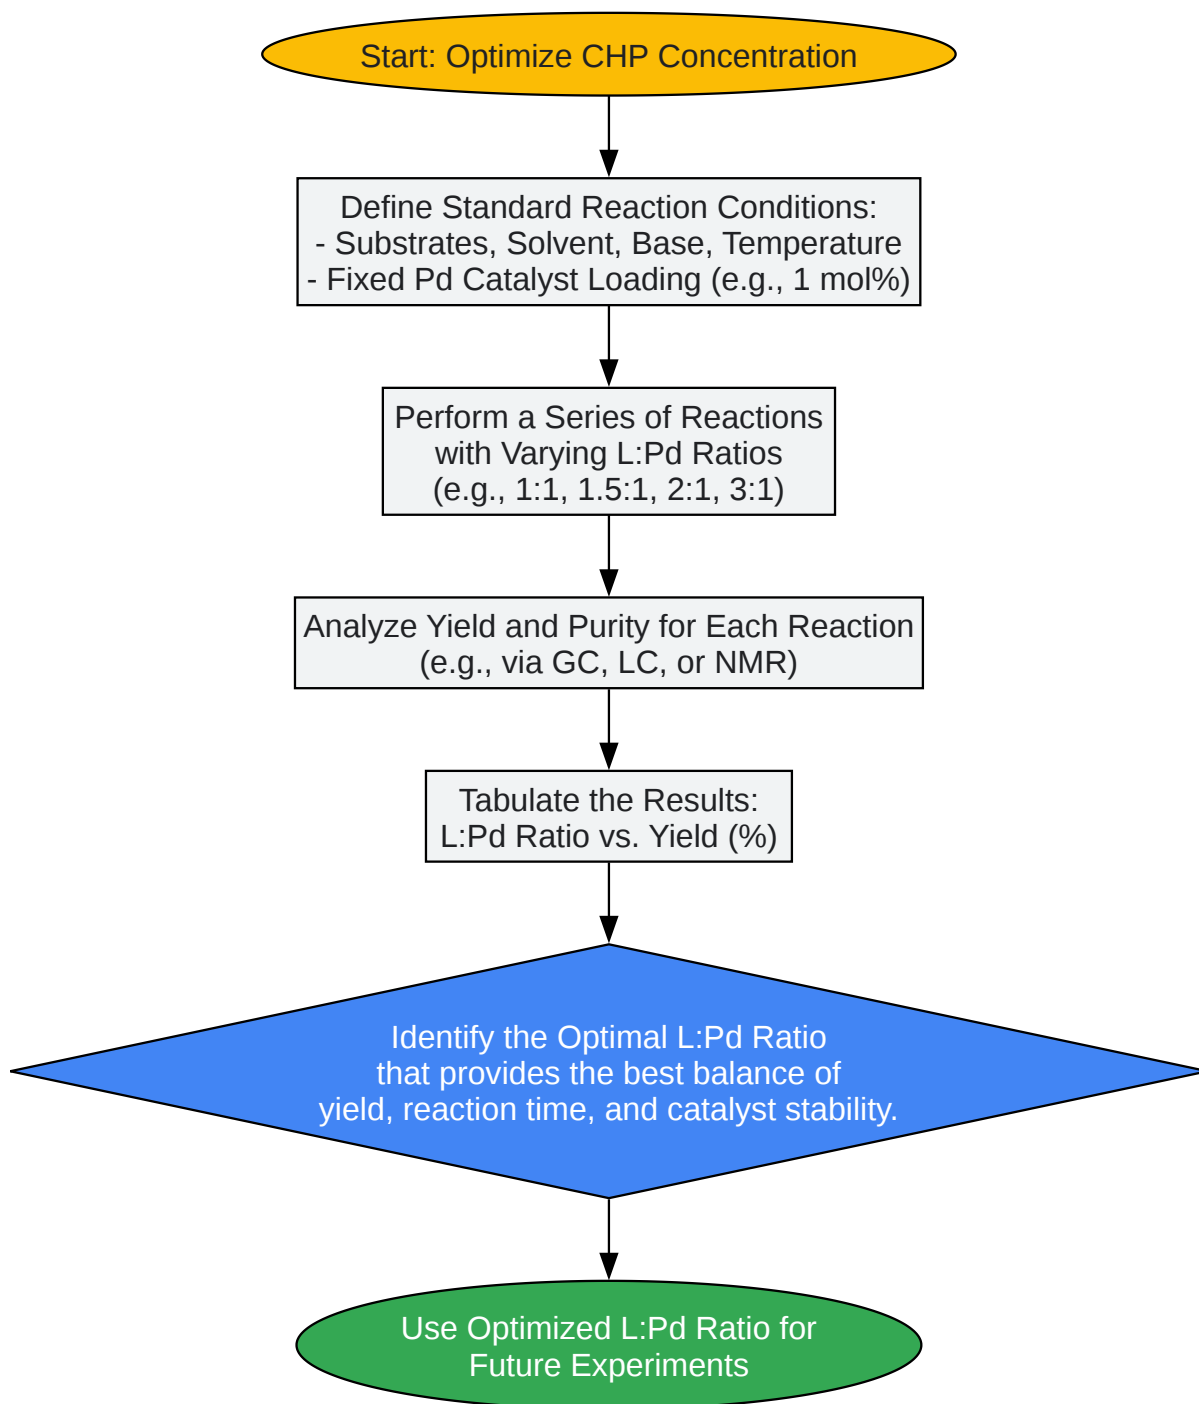 Start: Optimize CHP Concentration
Define Standard Reaction Conditions:
- Substrates, Solvent, Base, Temperature
- Fixed Pd Catalyst Loading (e.g., 1 mol%)
Perform a Series of Reactions
with Varying L:Pd Ratios
(e.g., 1:1, 1.5:1, 2:1, 3:1)
Analyze Yield and Purity for Each Reaction
(e.g., via GC, LC, or NMR)
Tabulate the Results:
L:Pd Ratio vs. Yield (%)
Identify the Optimal L:Pd Ratio
that provides the best balance of
yield, reaction time, and catalyst stability.
Use Optimized L:Pd Ratio for
Future Experiments